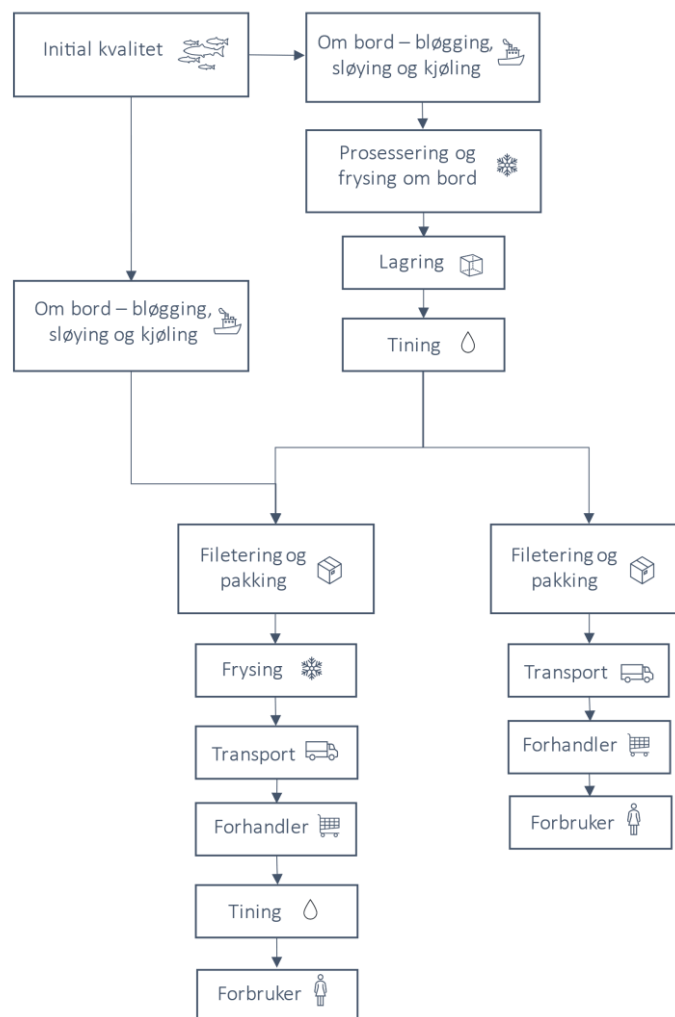 Initial kvalitet
Om bord – bløgging,
sløying og kjøling
Prosessering og
frysing om bord
Lagring
Om bord – bløgging,
sløying og kjøling
Tining
Filetering og
pakking
Filetering og
pakking
Frysing
Transport
Transport
Forhandler
Forhandler
Forbruker
Tining
Forbruker